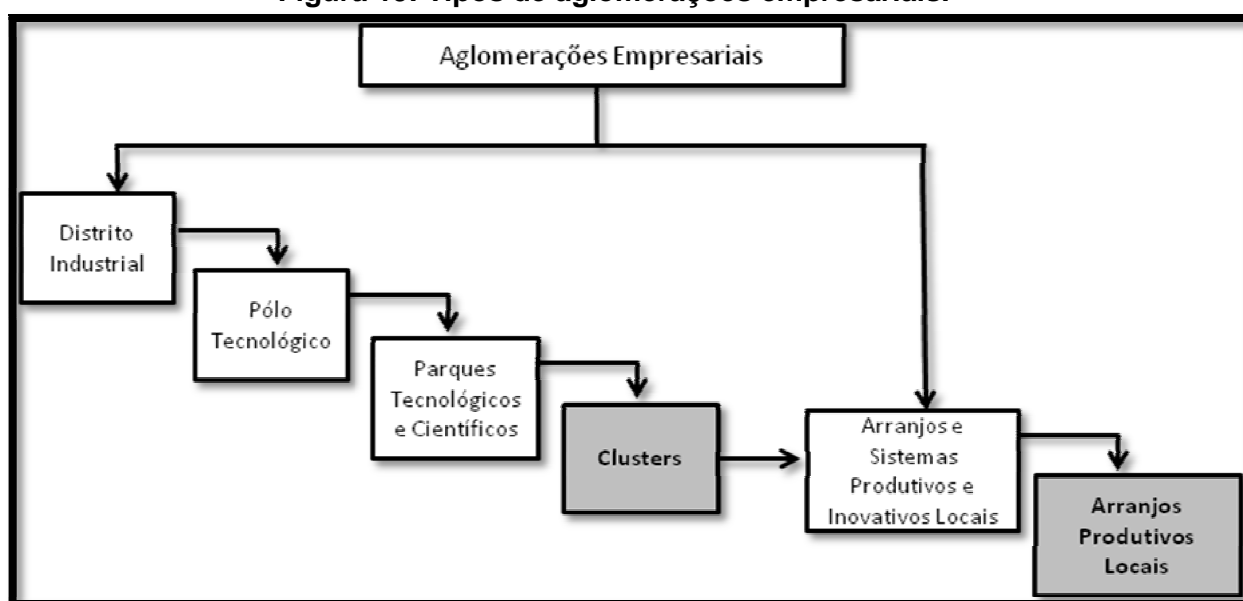 Aglomerações Empresariais
Distrito
Industrial
Pólo
Tecnológico
Parques
Tecnológicos
e Científicos
Clusters
Arranjos e
Sistemas
Produtivos e
Inovativos Locais
Arranjos
Produtivos
Locais